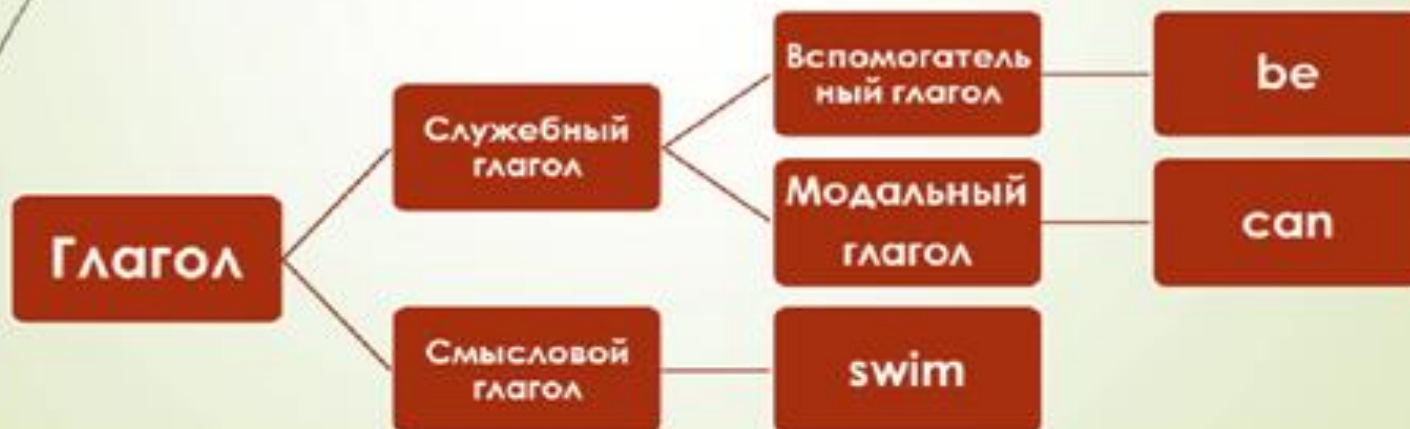 Глагол
Служебный
глагол
Вспомогатель
ный глагол
be
Модальный
глагол
can
Смысловой
глагол
swim